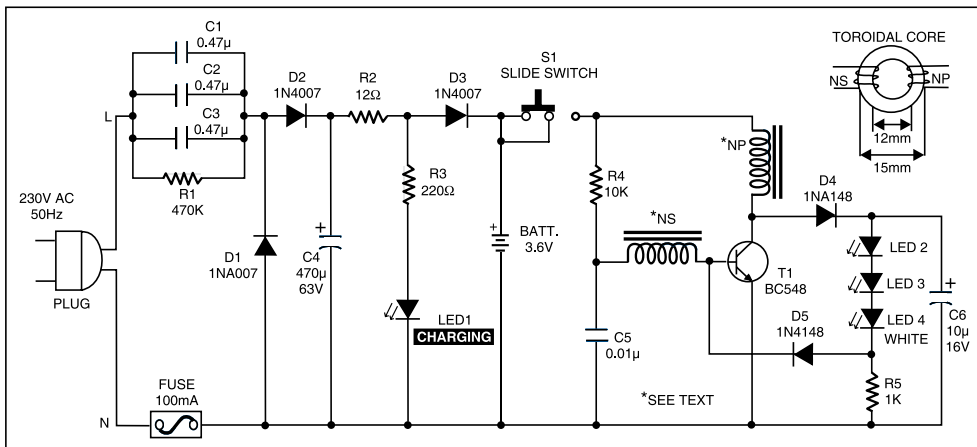 C1
0.47µ
C2
0.47µ
C3
0.47µ
L
R1
470K
230V AC
50Hz
PLUG
N
FUSE
100mA
D2
1N4007
D1
1NA007
C4
470µ
63V
+
R2
12Ω
R3
220Ω
LED1
CHARGING
D3
1N4007
+
BATT.
3.6V
S1
SLIDE SWITCH
R4
10K
*NS
C5
0.01µ
*NP
T1
BC548
D5
1N4148
*SEE TEXT
D4
1NA148
LED 2
LED 3
LED 4
WHITE
R5
1K
+
C6
10µ
16V
TOROIDAL CORE
NS
NP
12mm
15mm